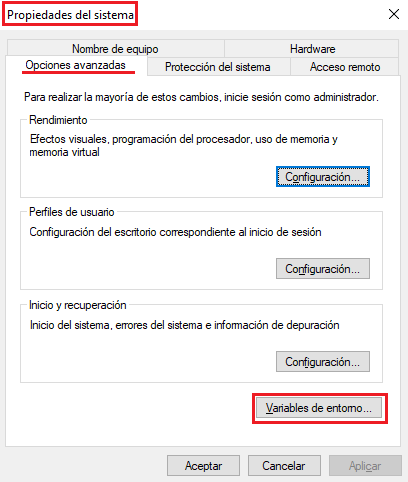 Propiedades del sistema
Nombre de equipo
Hardware
Opciones avanzadas
Protección del sistema
Acceso remoto
Para realizar la mayoría de estos cambios, inicie sesión como administrador.
Rendimiento
Efectos visuales, programación del procesador, uso de memoria y
memoria virtual
Configuración...
Perfiles de usuario
Configuración del escritorio correspondiente al inicio de sesión
Configuración...
Inicio y recuperación
Inicio del sistema, errores del sistema e información de depuración
Configuración...
Variables de entorno...
Aceptar
Cancelar
Aplicar